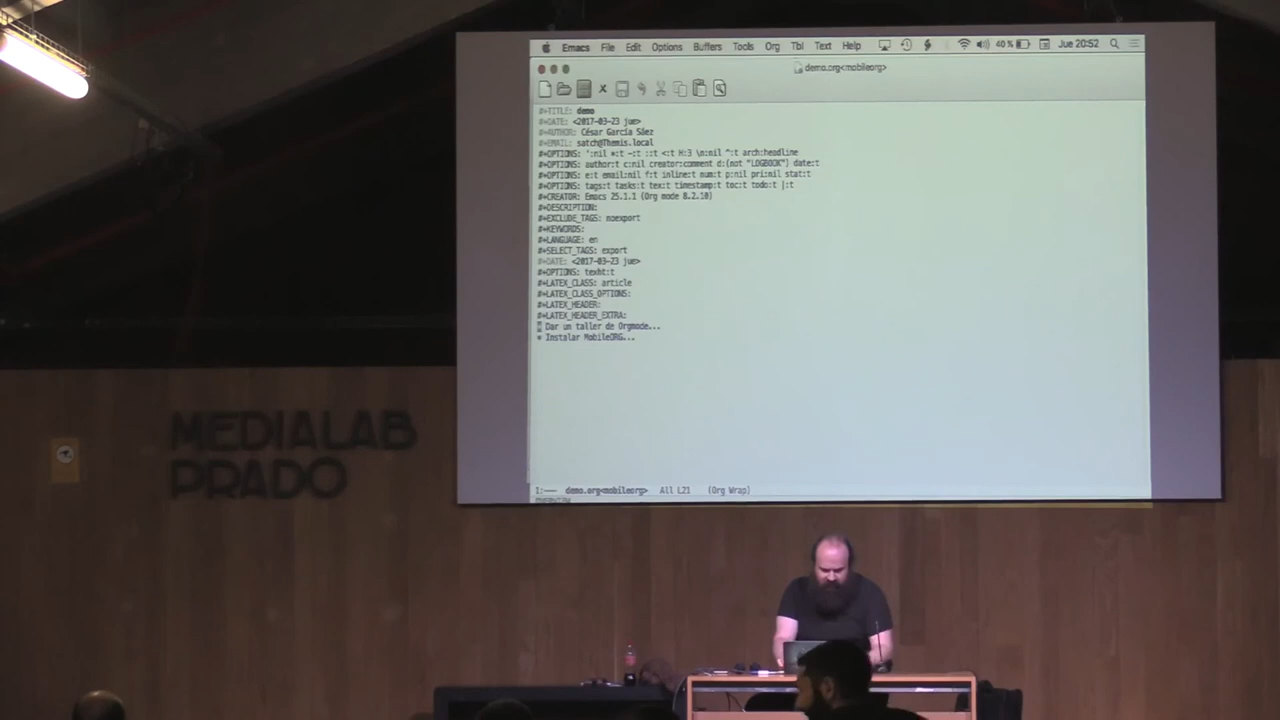 Emacs File Edit Options Buffers Tools Org Tbl Text Help 40% Jue 20:52
demo.org<mobileorg>
#+TITLE: demo
#+DATE: <2017-03-23 jue>
#+AUTHOR: César García Sáez
#+EMAIL: satch@Themis.local
#+OPTIONS: ':nil *:t -:t ::t <:t H:3 \n:nil ^:t arch:headline
#+OPTIONS: author:t c:nil creator:comment d:(not "LOGBOOK") date:t
#+OPTIONS: e:t email:nil f:t inline:t num:t p:nil pri:nil stat:t
#+OPTIONS: tags:t tasks:t tex:t timestamp:t toc:t todo:t |:t
#+CREATOR: Emacs 25.1.1 (Org mode 8.2.10)
#+DESCRIPTION:
#+EXCLUDE_TAGS: noexport
#+KEYWORDS:
#+LANGUAGE: en
#+SELECT_TAGS: export
#+DATE: <2017-03-23 jue>
#+OPTIONS: texht:t
#+LATEX_CLASS: article
#+LATEX_CLASS_OPTIONS:
#+LATEX_HEADER:
#+LATEX_HEADER_EXTRA:
Dar un taller de Orgmode...
* Instalar MobileORG...
1:--- demo.org<mobileorg> All L21 (Org Wrap)
OVERVIEW
MEDIALAB
PRADO